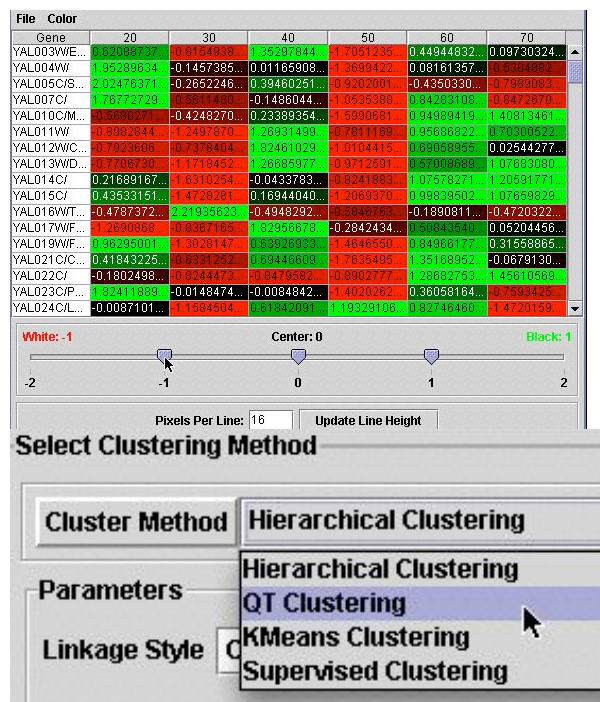 File Color
Gene 20 30 40 50 60 70
YAL003W/E... 0.62088737... -0.8154938... 1.35297844... -1.7051235... 0.44944832... 0.09730324...
YAL004W/ 1.95289634... -0.1457385... 0.01165908... -1.3699422... 0.08161357... -0.5304882...
YAL005C/S... 2.02476371... -0.2652246... 0.39460251... -0.9202001... -0.4350330... -0.7989083...
YAL007C/ 1.76772729... -0.5611480... -0.1486044... -1.0535388... 0.84283108... -0.8472670...
YAL010C/M... -0.5680271... -0.4248270... 0.23389354... -1.5990681... 0.94989419... 1.40813461...
YAL011W/ -0.8982844... -1.2497870... 1.26931499... -0.7811169... 0.95686822... 0.70300522...
YAL012W/C... -0.7923606... -0.7378404... 1.82461029... -1.0104415... 0.69058955... 0.02544277...
YAL013W/D... -0.7706730... -1.1718452... 1.26685977... -0.9712591... 0.57008689... 1.07683080...
YAL014C/ 0.21689167... -1.6310254... -0.0433783... -0.8241883... 1.07578271... 1.20591771...
YAL015C/ 0.43533151... -1.4728281... 0.16944040... -1.2069370... 0.99839502... 1.07659829...
YAL016W/T... -0.4787372... 2.21935623... -0.4948292... -0.5846763... -0.1890811... -0.4720322...
YAL017W/F... -1.2690868... -0.8367165... 1.82956678... -0.2842434... 0.50843540... 0.05204456...
YAL019W/F... 0.96295001... -1.3028147... 0.63926933... -1.4646550... 0.84966177... 0.31558865...
YAL021C/C... 0.41843225... -0.6331252... 0.69446609... -1.7635495... 1.35168952... -0.0679130...
YAL022C/ -0.1802498... -0.8244473... -0.8479582... -0.8902777... 1.28682753... 1.45610569...
YAL023C/P... 1.82411889... -0.0148474... -0.0084842... -1.4020262... 0.36058164... -0.7593425...
YAL024C/L... -0.0087101... -1.1584504... 0.61842091... 1.19329106... 0.82746460... -1.4720159...
White: -1 Center: 0 Black: 1
-2 -1 0 1 2
Pixels Per Line: 16 Update Line Height
Select Clustering Method
Cluster Method Hierarchical Clustering
Hierarchical Clustering
QT Clustering
Parameters
KMeans Clustering
Linkage Style
Supervised Clustering